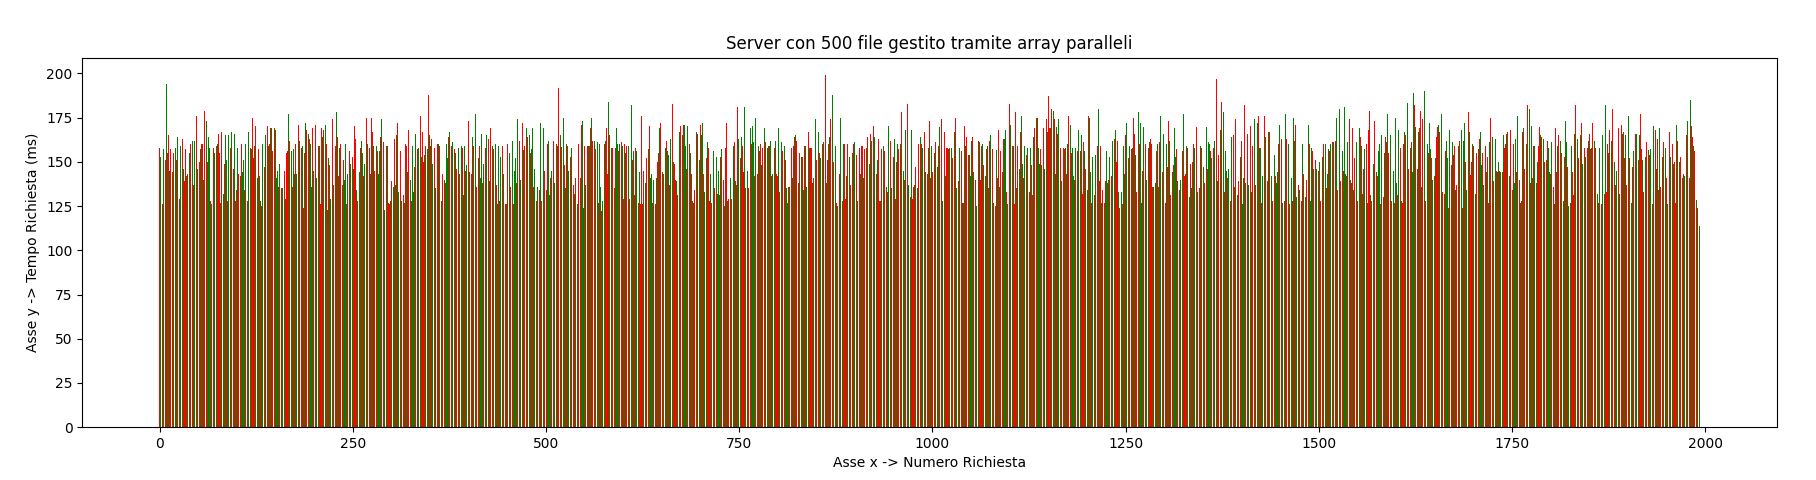 Server con 500 file gestito tramite array paralleli
Asse y -> Tempo Richiesta (ms)
200
175
150
125
100
75
50
25
0
0 250 500 750 1000 1250 1500 1750 2000
Asse x -> Numero Richiesta